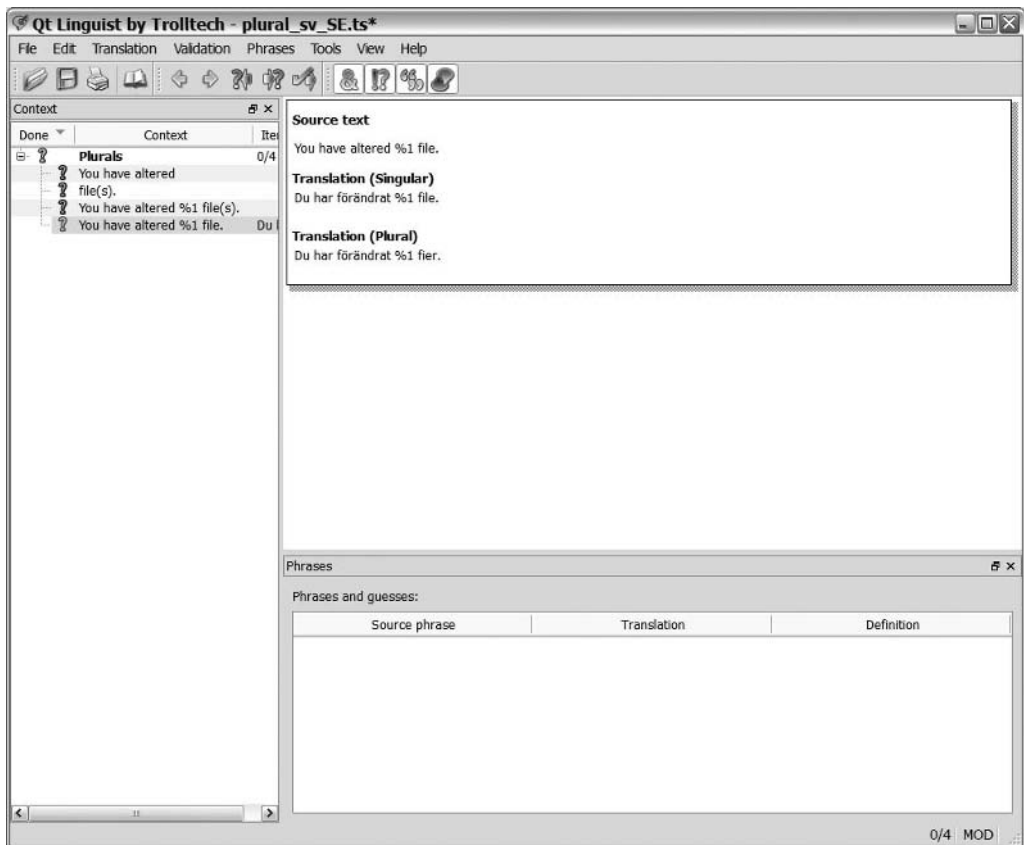 Qt Linguist by Trolltech - plural_sv_SE.ts*
File Edit Translation Validation Phrases Tools View Help
Context
Done Context Iter
Plurals 0/4
You have altered
file(s).
You have altered %1 file(s).
You have altered %1 file. Du l
Source text
You have altered %1 file.
Translation (Singular)
Du har förändrat %1 file.
Translation (Plural)
Du har förändrat %1 fier.
Phrases
Phrases and guesses:
Source phrase Translation Definition
0/4 MOD